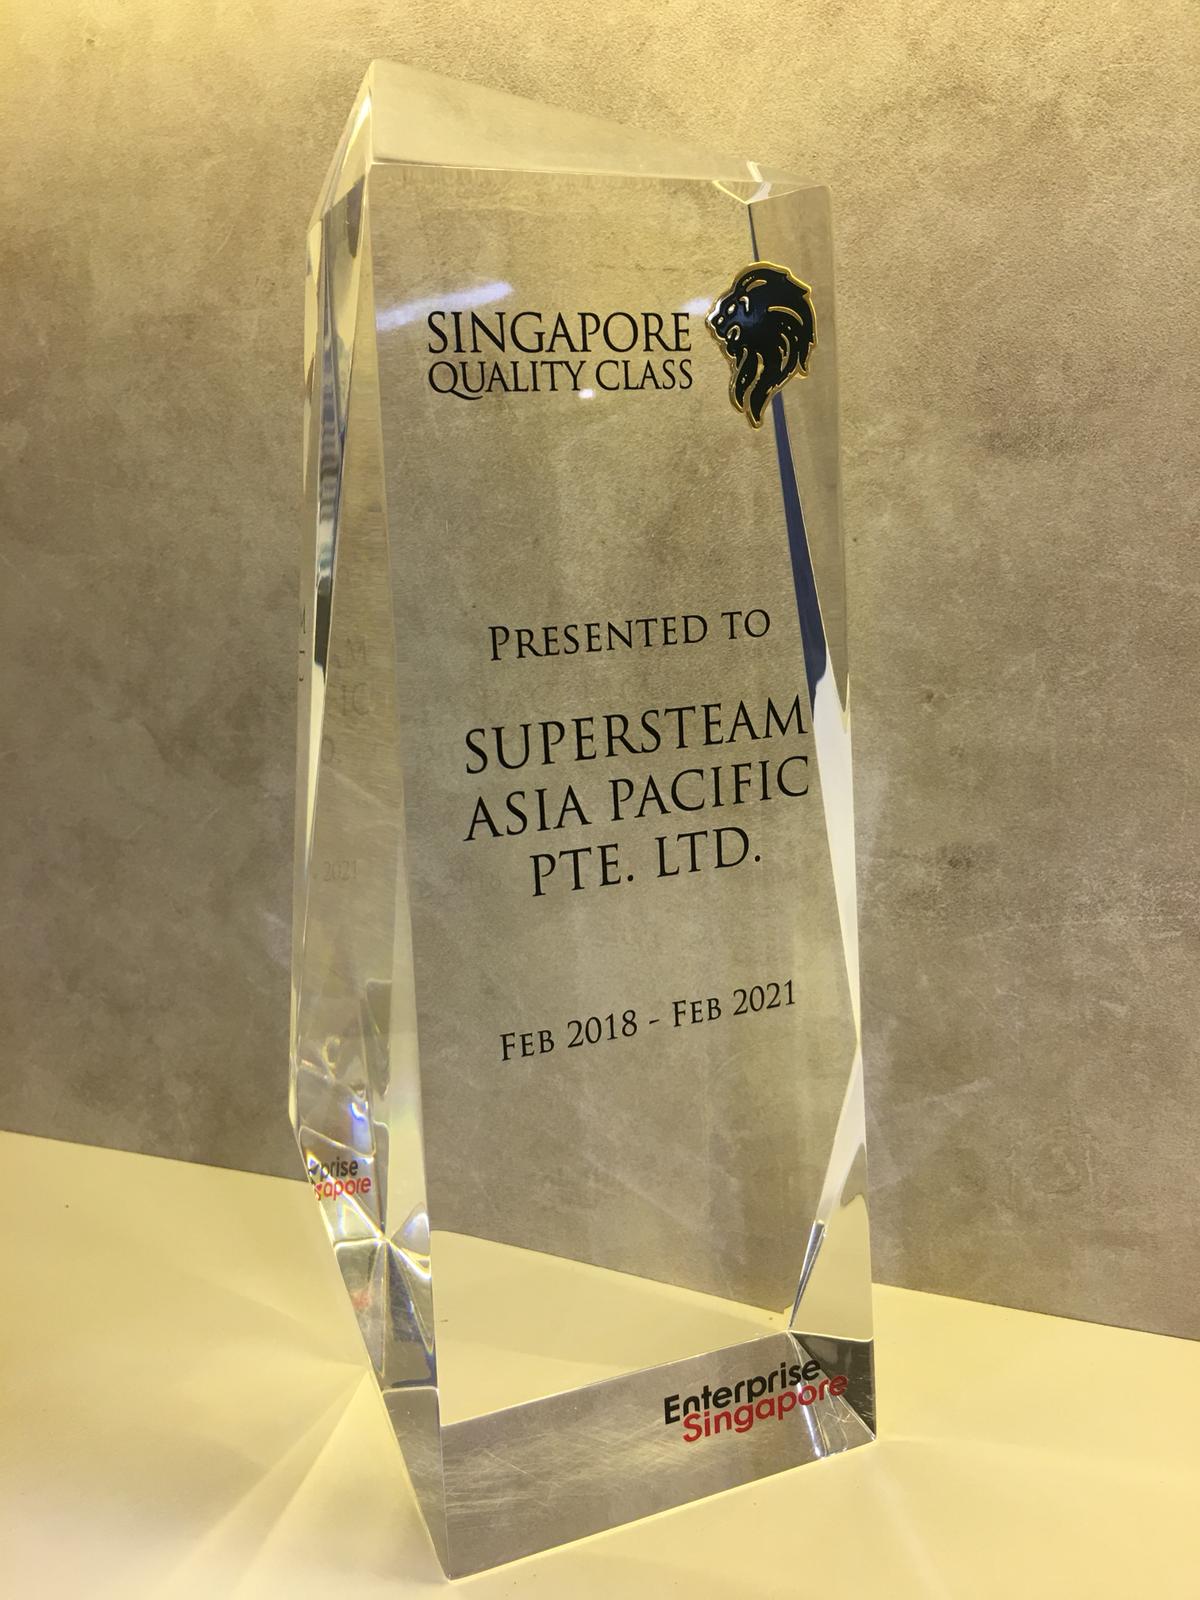 SINGAPORE
QUALITY CLASS
PRESENTED TO
SUPERSTEAM
ASIA PACIFIC
PTE. LTD.
FEB 2018 - FEB 2021
Enterprise
Singapore